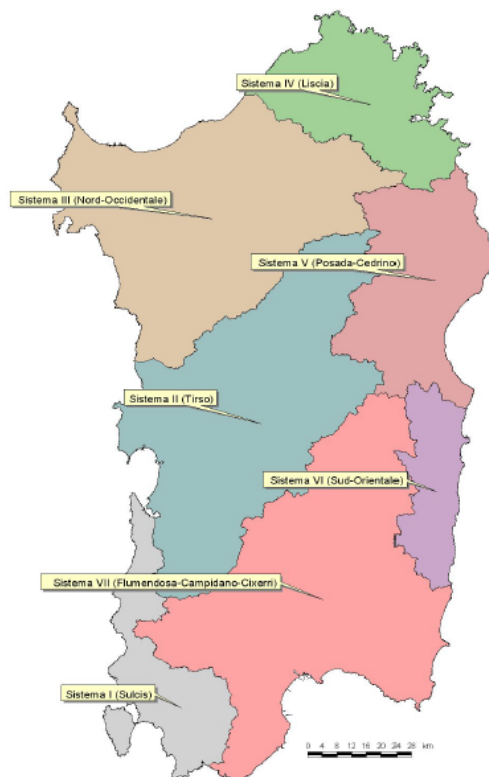 Sistema IV (Liscia)
Sistema III (Nord-Occidentale)
Sistema V (Posada-Cedrino)
Sistema II (Tirso)
Sistema VI (Sud-Orientale)
Sistema VII (Flumendosa-Campidano-Cixerri)
Sistema I (Sulcis)
0 4 8 12 16 20 24 28 km